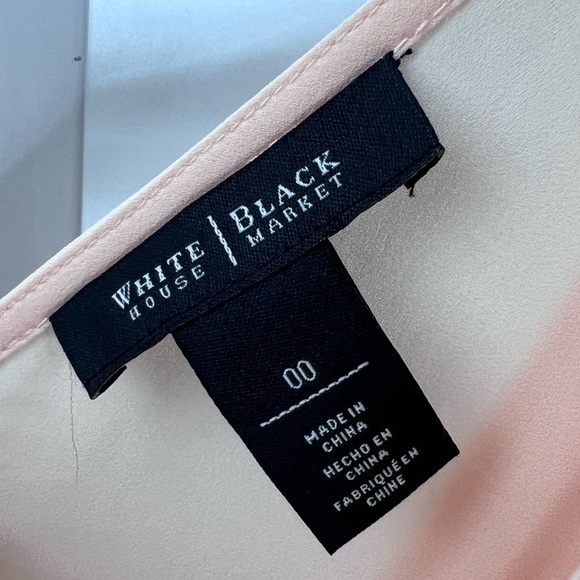 WHITE HOUSE | BLACK MARKET
00
MADE IN
CHINA
HECHO EN
CHINA
FABRIQUÉ EN
CHINE